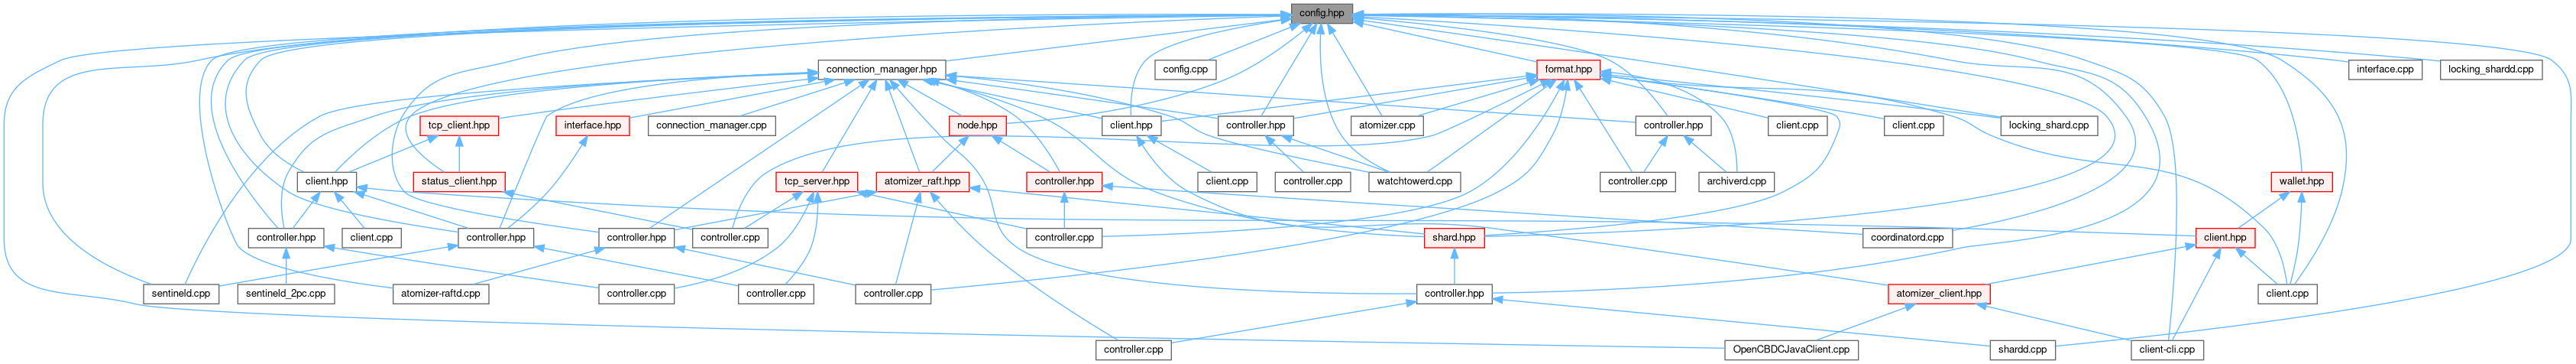 config.hpp
connection_manager.hpp
config.cpp
format.hpp
interface.cpp
locking_shardd.cpp
tcp_client.hpp
interface.hpp
connection_manager.cpp
node.hpp
client.hpp
controller.hpp
atomizer.cpp
controller.hpp
client.cpp
client.cpp
locking_shard.cpp
client.hpp
status_client.hpp
tcp_server.hpp
atomizer_raft.hpp
controller.hpp
client.cpp
controller.cpp
watchtowerd.cpp
controller.cpp
archiverd.cpp
wallet.hpp
controller.hpp
client.cpp
controller.hpp
controller.hpp
controller.cpp
controller.cpp
shard.hpp
coordinatord.cpp
client.hpp
sentineld.cpp
sentineld_2pc.cpp
atomizer-raftd.cpp
controller.cpp
controller.cpp
controller.cpp
controller.hpp
atomizer_client.hpp
client.cpp
controller.cpp
OpenCBDCJavaClient.cpp
shardd.cpp
client-cli.cpp